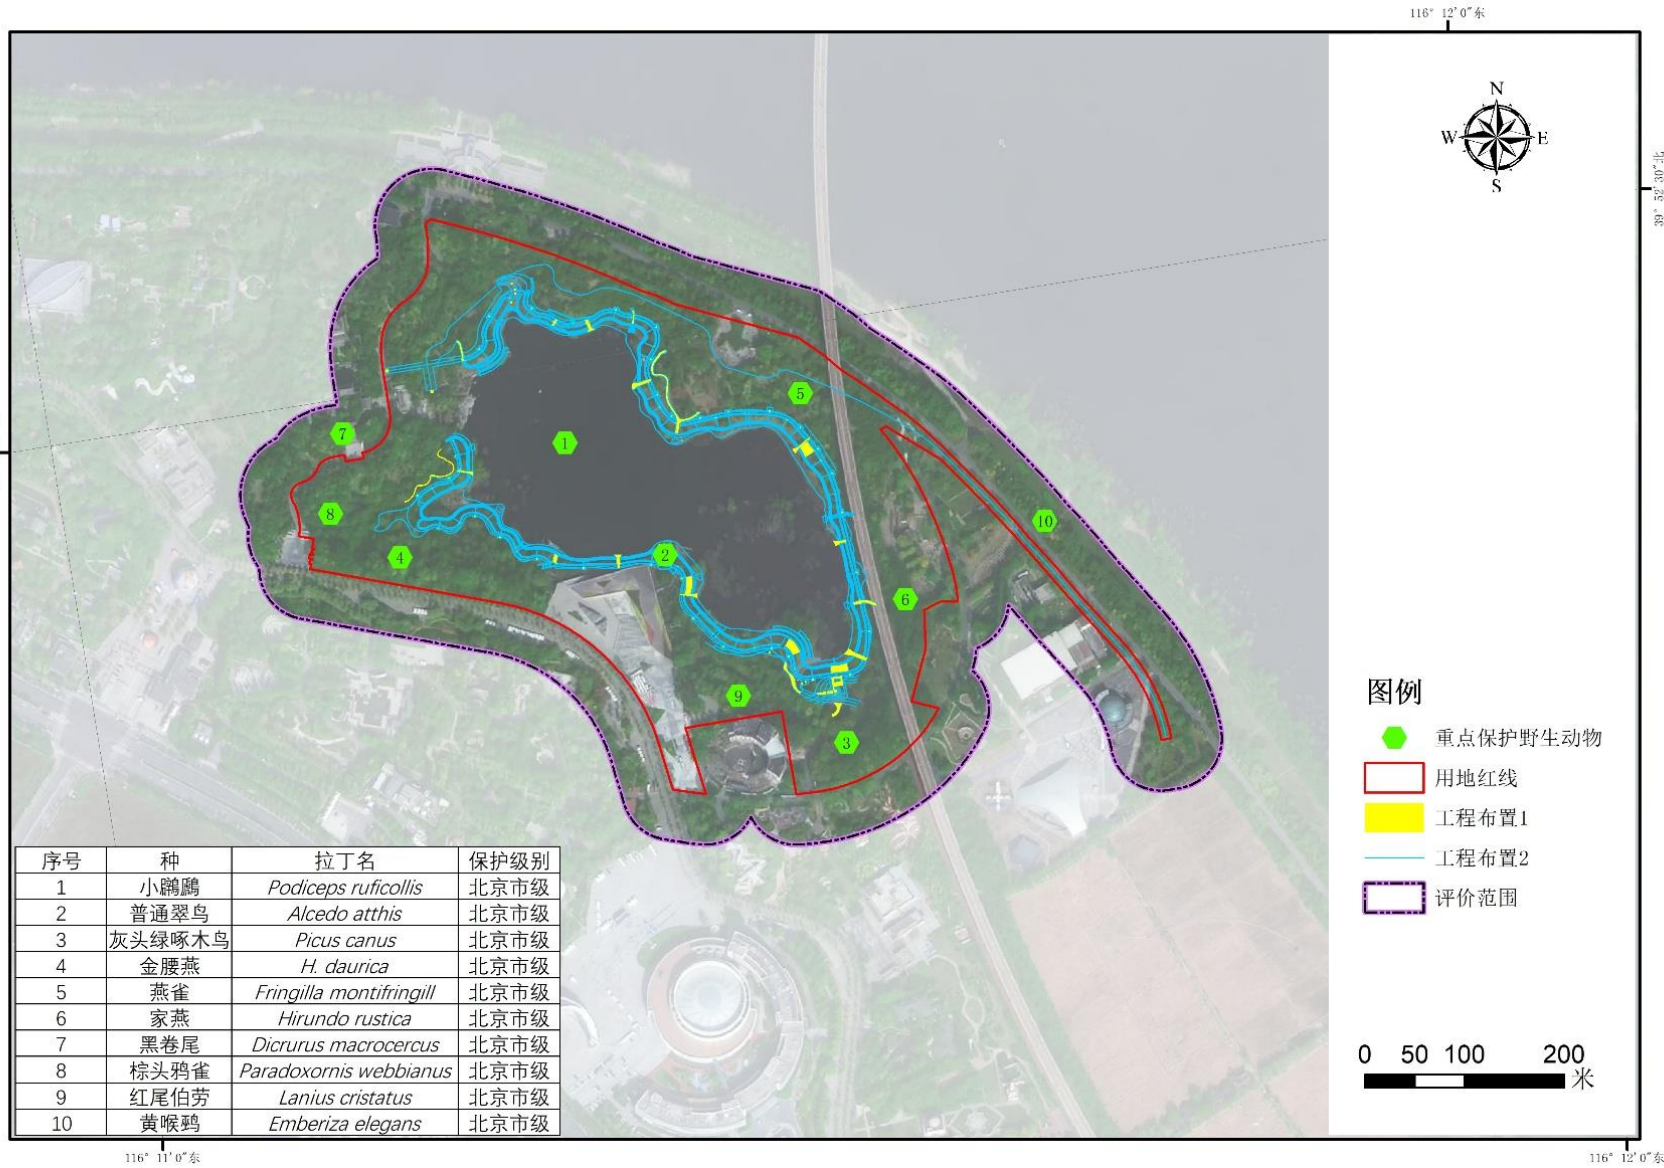 116° 12′0″东
N
W
E
S
39° 52′30″北
5
7
1
8
10
4
2
6
9
3
图例
重点保护野生动物
用地红线
工程布置1
工程布置2
评价范围
序号 种 拉丁名 保护级别
1 小鸊鷉 Podiceps ruficollis 北京市级
2 普通翠鸟 Alcedo atthis 北京市级
3 灰头绿啄木鸟 Picus canus 北京市级
4 金腰燕 H. daurica 北京市级
5 燕雀 Fringilla montifringill 北京市级
6 家燕 Hirundo rustica 北京市级
7 黑卷尾 Dicrurus macrocercus 北京市级
8 棕头鸦雀 Paradoxornis webbianus 北京市级
9 红尾伯劳 Lanius cristatus 北京市级
10 黄喉鹀 Emberiza elegans 北京市级
0 50 100 200
米
116° 11′0″东
116° 12′0″东